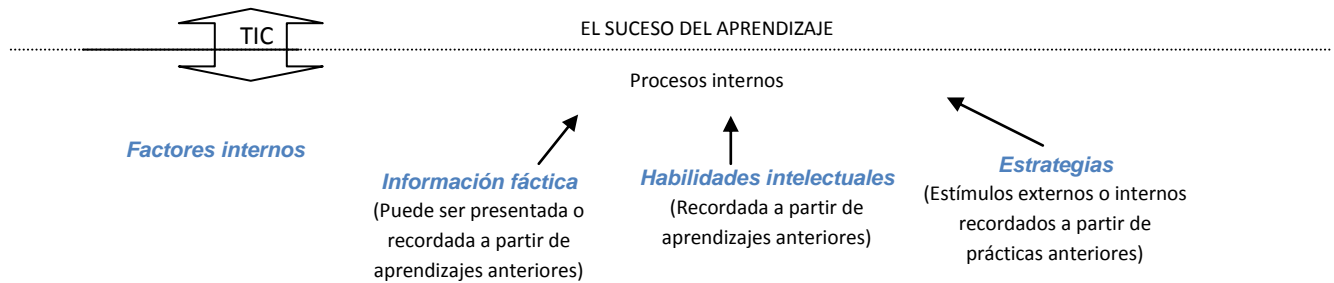 TIC
EL SUCESO DEL APRENDIZAJE
Procesos internos
Factores internos
Información fáctica
(Puede ser presentada o
recordada a partir de
aprendizajes anteriores)
Habilidades intelectuales
(Recordada a partir de
aprendizajes anteriores)
Estrategias
(Estímulos externos o internos
recordados a partir de
prácticas anteriores)